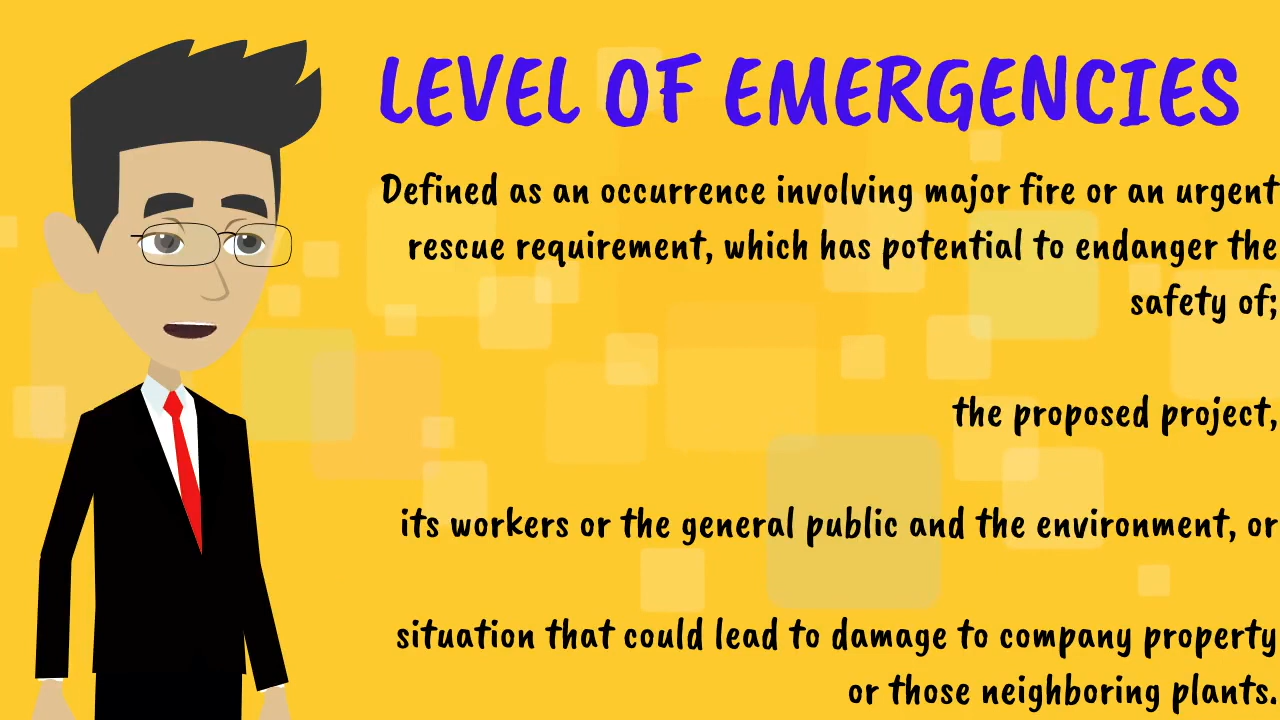 LEVEL OF EMERGENCIES
Defined as an occurrence involving major fire or an urgent
rescue requirement, which has potential to endanger the
safety of;
the proposed project,
its workers or the general public and the environment, or
situation that could lead to damage to company property
or those neighboring plants.